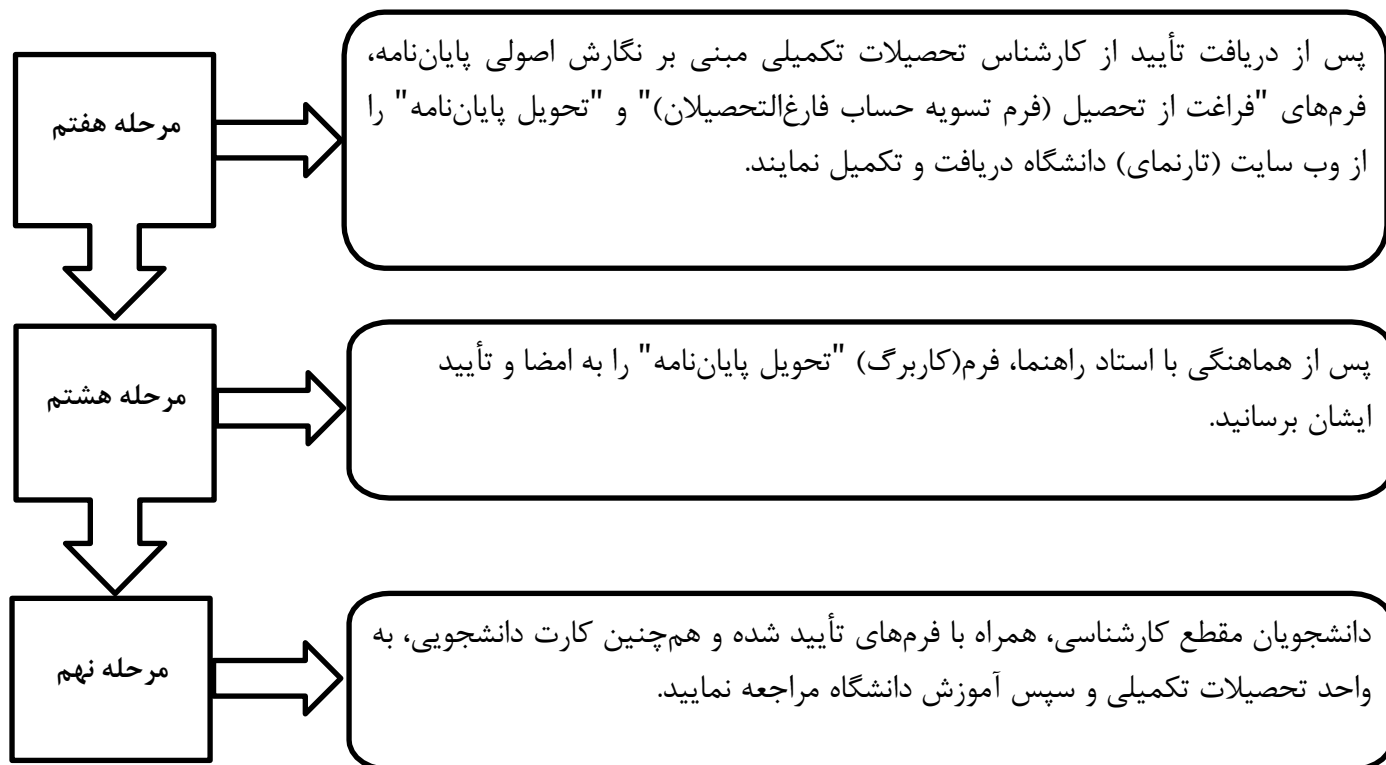 مرحله هفتم
پس از دریافت تأیید از کارشناس تحصیلات تکمیلی مبنی بر نگارش اصولی پایان‌نامه،
فرم‌های "فراغت از تحصیل (فرم تسویه حساب فارغ‌التحصیلان)" و "تحویل پایان‌نامه" را
از وب سایت (تارنمای) دانشگاه دریافت و تکمیل نمایند.
مرحله هشتم
پس از هماهنگی با استاد راهنما، فرم(کاربرگ) "تحویل پایان‌نامه" را به امضا و تأیید
ایشان برسانید.
مرحله نهم
دانشجویان مقطع کارشناسی، همراه با فرم‌های تأیید شده و هم‌چنین کارت دانشجویی، به
واحد تحصیلات تکمیلی و سپس آموزش دانشگاه مراجعه نمایید.